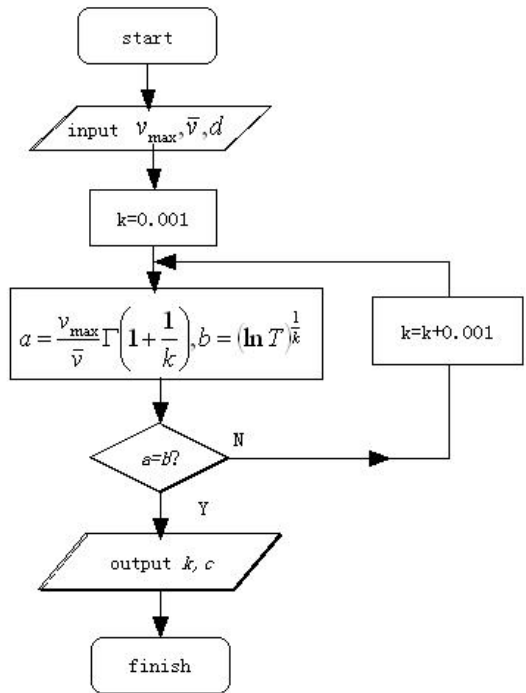 start
input v_max, v̄, d
k=0.001
a = v_max/v̄ Γ(1+1/k), b = (ln T)^(1/k)
k=k+0.001
a=b?
N
Y
output k, c
finish